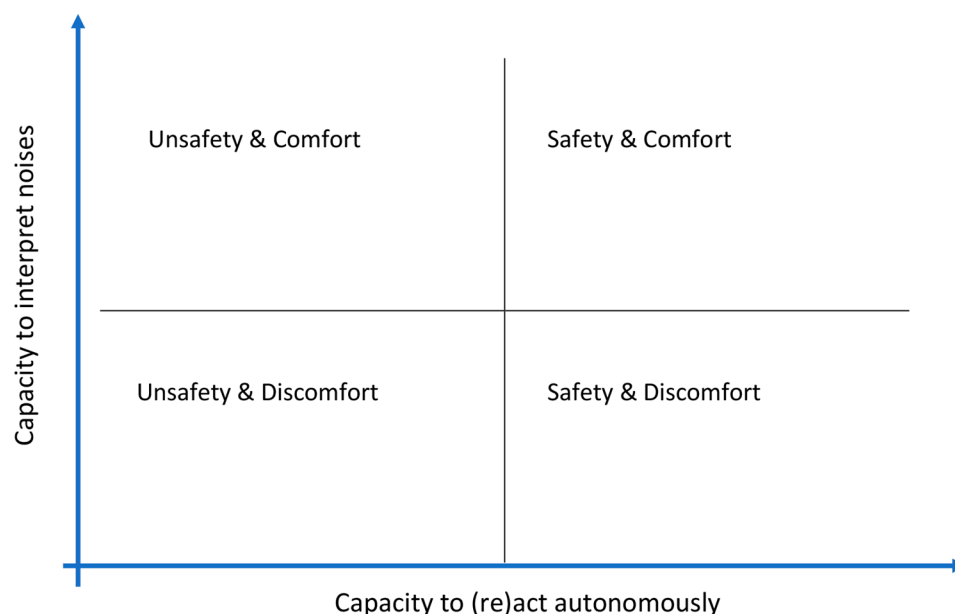 Capacity to interpret noises
Unsafety & Comfort
Safety & Comfort
Unsafety & Discomfort
Safety & Discomfort
Capacity to (re)act autonomously